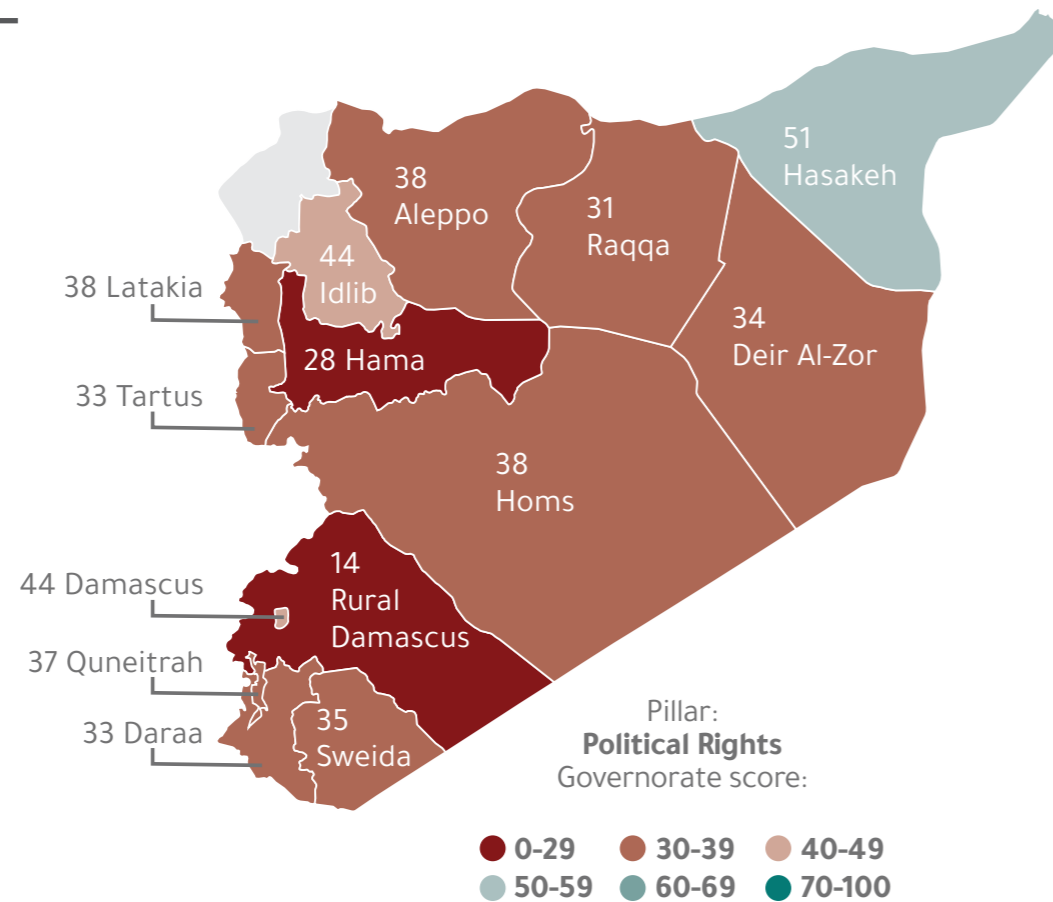 51
Hasakeh
38
Aleppo
31
Raqqa
44
Idlib
38 Latakia
34
Deir Al-Zor
28 Hama
33 Tartus
38
Homs
14
Rural
Damascus
44 Damascus
37 Quneitrah
35
Sweida
33 Daraa
Pillar:
Political Rights
Governorate score:
0-29 30-39 40-49
50-59 60-69 70-100